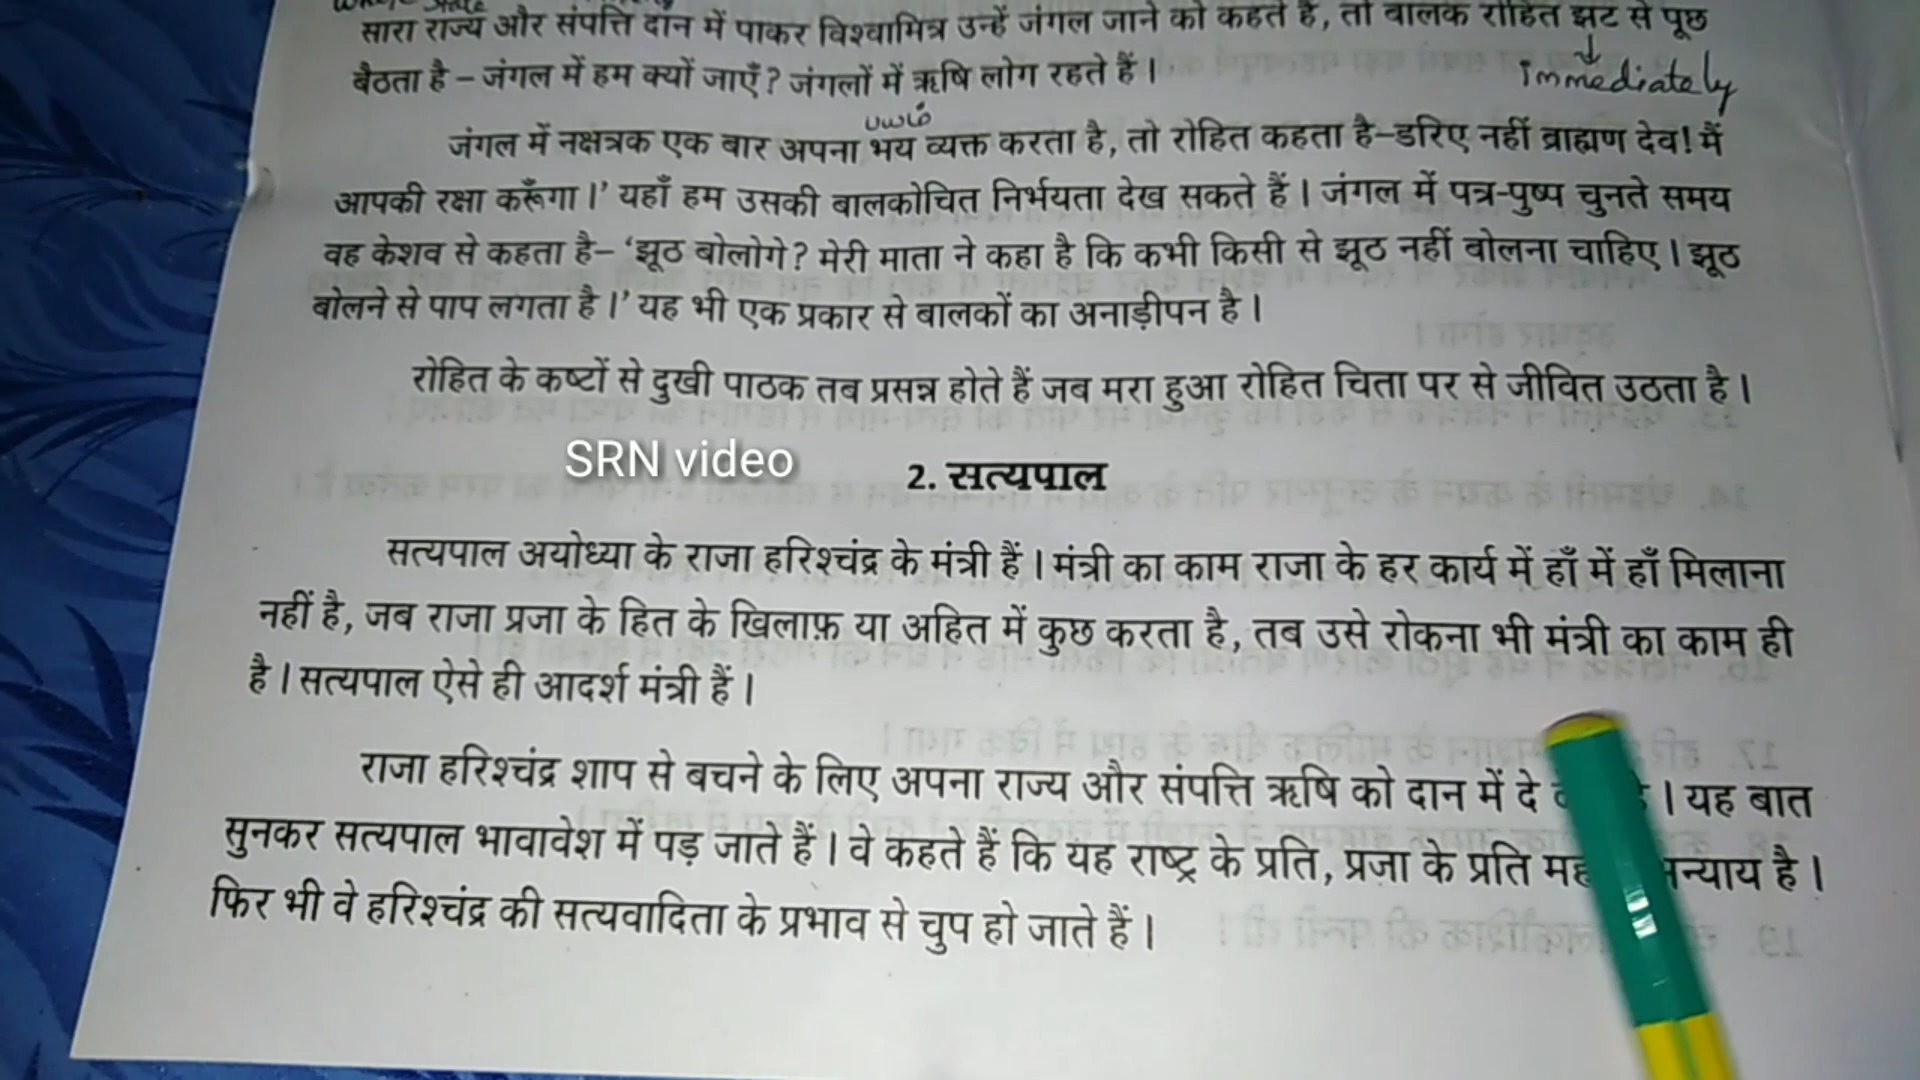 सारा राज्य और संपत्ति दान में पाकर विश्वामित्र उन्हें जंगल जाने को कहते हैं, तो बालक रोहित झट से पूछ
बैठता है – जंगल में हम क्यों जाएँ? जंगलों में ऋषि लोग रहते हैं।
immediately
பயம்
जंगल में नक्षत्रक एक बार अपना भय व्यक्त करता है, तो रोहित कहता है–डरिए नहीं ब्राह्मण देव! मैं
आपकी रक्षा करूँगा।’ यहाँ हम उसकी बालकोचित निर्भयता देख सकते हैं। जंगल में पत्र-पुष्प चुनते समय
वह केशव से कहता है– ‘झूठ बोलोगे? मेरी माता ने कहा है कि कभी किसी से झूठ नहीं बोलना चाहिए। झूठ
बोलने से पाप लगता है।’ यह भी एक प्रकार से बालकों का अनाड़ीपन है।
रोहित के कष्टों से दुखी पाठक तब प्रसन्न होते हैं जब मरा हुआ रोहित चिता पर से जीवित उठता है।
SRN video
2. सत्यपाल
सत्यपाल अयोध्या के राजा हरिश्चंद्र के मंत्री हैं। मंत्री का काम राजा के हर कार्य में हाँ में हाँ मिलाना
नहीं है, जब राजा प्रजा के हित के खिलाफ़ या अहित में कुछ करता है, तब उसे रोकना भी मंत्री का काम ही
है। सत्यपाल ऐसे ही आदर्श मंत्री हैं।
राजा हरिश्चंद्र शाप से बचने के लिए अपना राज्य और संपत्ति ऋषि को दान में दे । यह बात
सुनकर सत्यपाल भावावेश में पड़ जाते हैं। वे कहते हैं कि यह राष्ट्र के प्रति, प्रजा के प्रति है।
फिर भी वे हरिश्चंद्र की सत्यवादिता के प्रभाव से चुप हो जाते हैं।